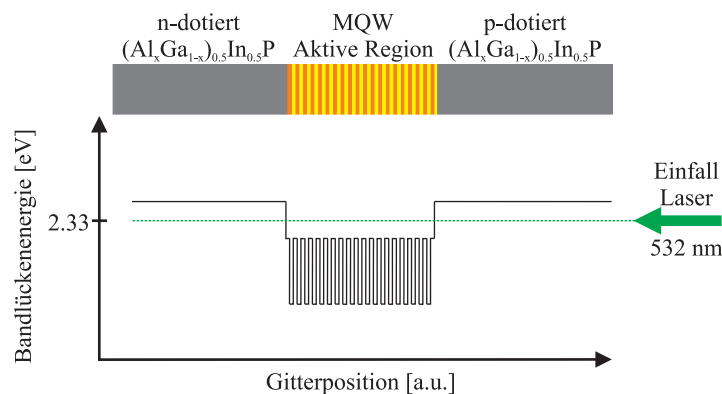 n-dotiert
(AlₓGa₁₋ₓ)₀.₅In₀.₅P
MQW
Aktive Region
p-dotiert
(AlₓGa₁₋ₓ)₀.₅In₀.₅P
Bandlückenenergie [eV]
2.33
Einfall
Laser
532 nm
Gitterposition [a.u.]